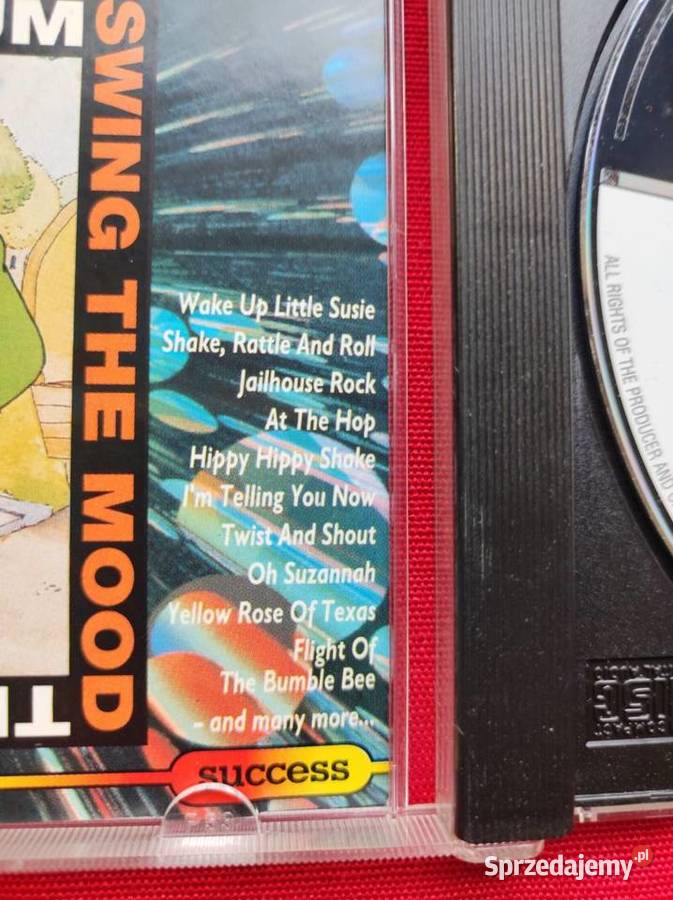 UM
SWING THE MOOD
Wake Up Little Susie
Shake, Rattle And Roll
Jailhouse Rock
At The Hop
Hippy Hippy Shake
I'm Telling You Now
Twist And Shout
Oh Suzannah
Yellow Rose Of Texas
Flight Of
The Bumble Bee
– and many more...
success
ALL RIGHTS OF THE PRODUCER AND
Sprzedajemy.pl